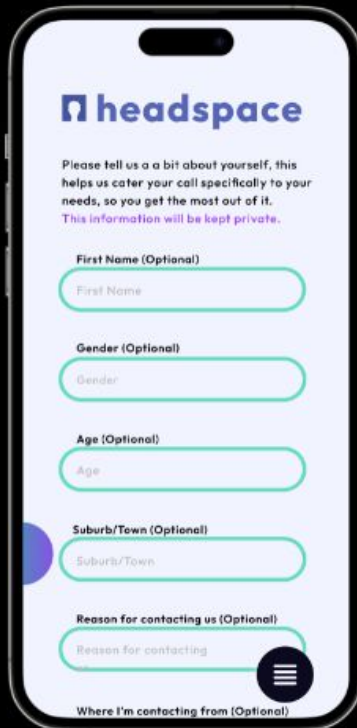 headspace
Please tell us a a bit about yourself, this
helps us cater your call specifically to your
needs, so you get the most out of it.
This information will be kept private.
First Name (Optional)
First Name
Gender (Optional)
Gender
Age (Optional)
Age
Suburb/Town (Optional)
Suburb/Town
Reason for contacting us (Optional)
Reason for contacting
Where I'm contacting from (Optional)